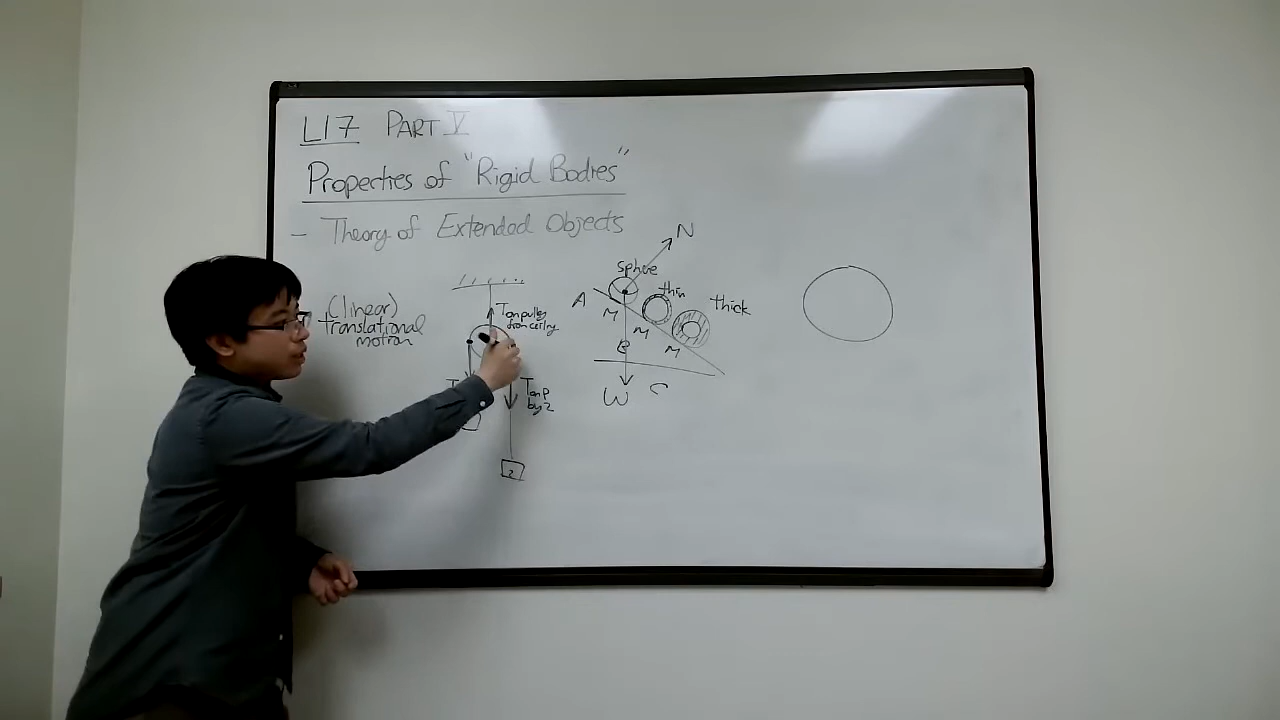 L17 PART V
Properties of "Rigid Bodies"
- Theory of Extended Objects
(linear)
translational
motion
T on pulley
from ceiling
T
T on p
by 2
2
N
sphere
thin
thick
A
M
M
M
W